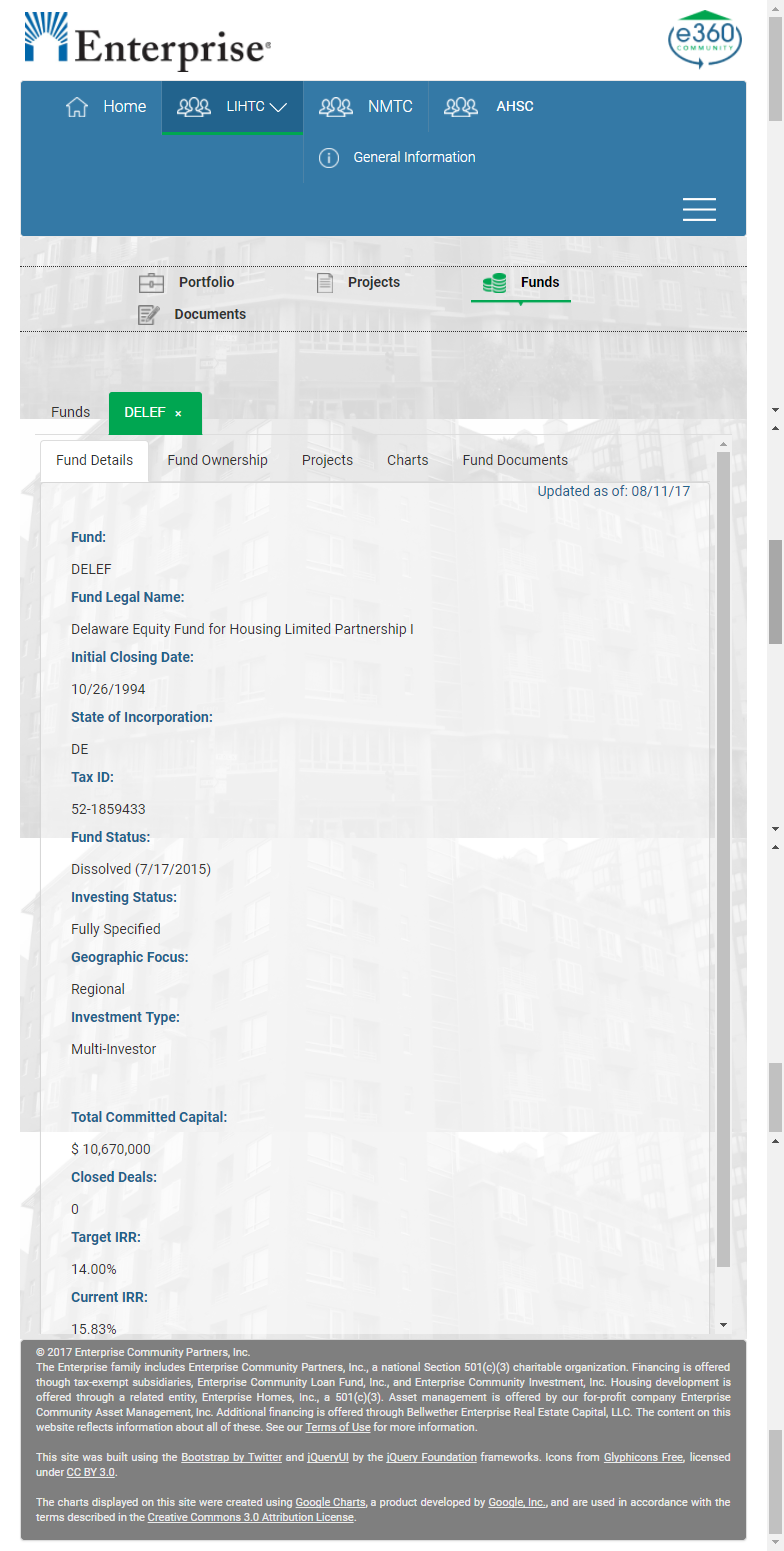 Enterprise®
e360
COMMUNITY
Home
LIHTC
NMTC
AHSC
General Information
Portfolio
Projects
Funds
Documents
Funds
DELEF ×
Fund Details
Fund Ownership
Projects
Charts
Fund Documents
Updated as of: 08/11/17
Fund:
DELEF
Fund Legal Name:
Delaware Equity Fund for Housing Limited Partnership I
Initial Closing Date:
10/26/1994
State of Incorporation:
DE
Tax ID:
52-1859433
Fund Status:
Dissolved (7/17/2015)
Investing Status:
Fully Specified
Geographic Focus:
Regional
Investment Type:
Multi-Investor
Total Committed Capital:
$ 10,670,000
Closed Deals:
0
Target IRR:
14.00%
Current IRR:
15.83%
© 2017 Enterprise Community Partners, Inc.
The Enterprise family includes Enterprise Community Partners, Inc., a national Section 501(c)(3) charitable organization. Financing is offered
though tax-exempt subsidiaries, Enterprise Community Loan Fund, Inc., and Enterprise Community Investment, Inc. Housing development is
offered through a related entity, Enterprise Homes, Inc., a 501(c)(3). Asset management is offered by our for-profit company Enterprise
Community Asset Management, Inc. Additional financing is offered through Bellwether Enterprise Real Estate Capital, LLC. The content on this
website reflects information about all of these. See our Terms of Use for more information.
This site was built using the Bootstrap by Twitter and jQueryUI by the jQuery Foundation frameworks. Icons from Glyphicons Free, licensed
under CC BY 3.0.
The charts displayed on this site were created using Google Charts, a product developed by Google, Inc., and are used in accordance with the
terms described in the Creative Commons 3.0 Attribution License.